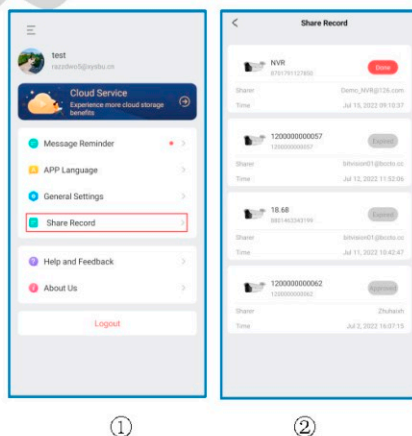 test
Cloud Service
Experience more cloud storage
benefits
Message Reminder
APP Language
General Settings
Share Record
Help and Feedback
About Us
Logout
①
Share Record
NVR
8701791127850
Done
Sharer Demo_NVR@126.com
Time Jul 15, 2022 09:10:37
1200000000057
1200000000057
Expired
Sharer
Time Jul 12, 2022 11:52:06
18.68
Expired
Sharer
Time Jul 11, 2022 10:42:47
1200000000062
1200000000062
Approved
Sharer Zhuhaixh
Time Jul 2, 2022 16:07:15
②